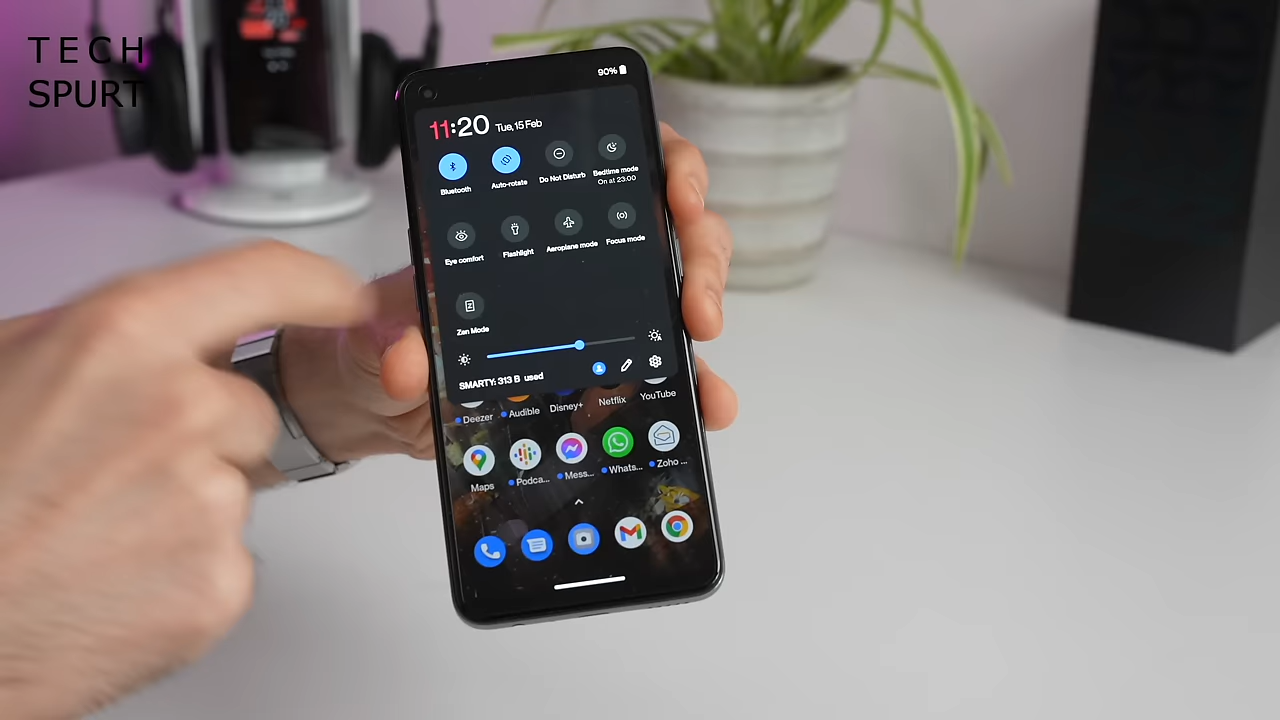 TECH
SPURT
90%
11:20 Tue, 15 Feb
Bluetooth
Auto-rotate
Do Not Disturb
Bedtime mode
On at 23:00
Eye comfort
Flashlight
Aeroplane mode
Focus mode
Zen Mode
SMARTY: 313 B used
Deezer
Audible
Disney+
Netflix
YouTube
Maps
Podca...
Mess...
Whats...
Zoho ...